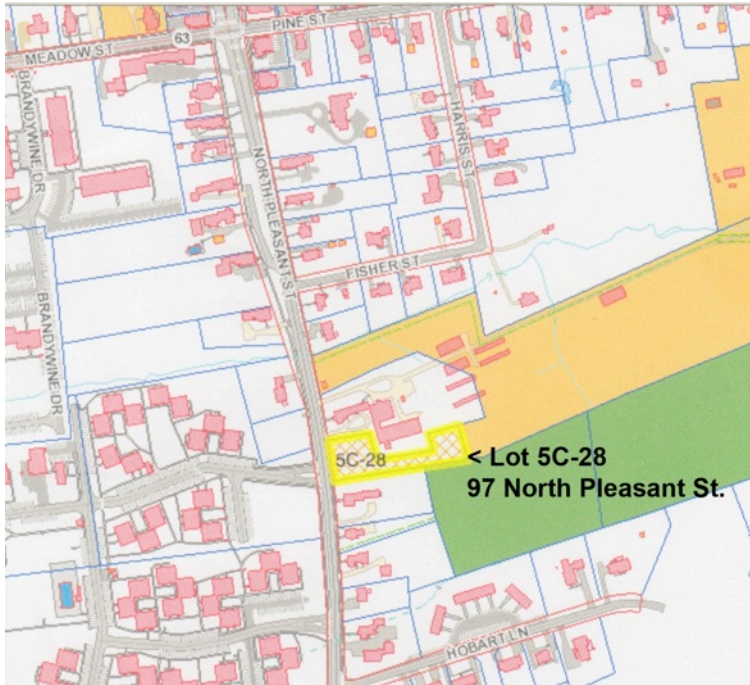 PINE ST
MEADOW ST
63
BRANDYWINE DR
NORTH PLEASANT ST
HARRIS ST
FISHER ST
BRANDYWINE DR
5C-28
< Lot 5C-28
97 North Pleasant St.
HOBART LN